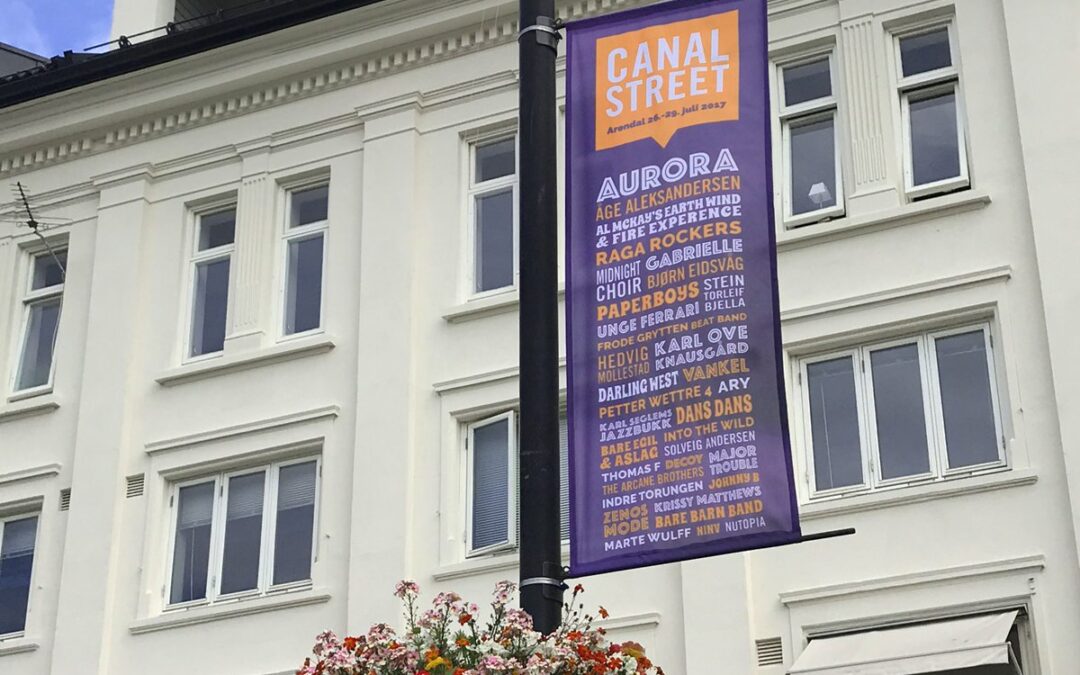 CANAL
STREET
Arendal 26.-29. juli 2017
AURORA
ÅGE ALEKSANDERSEN
AL MCKAY'S EARTH WIND
& FIRE EXPERENCE
RAGA ROCKERS
MIDNIGHT CHOIR GABRIELLE
BJØRN EIDSVÅG
PAPERBOYS STEIN TORLEIF BJELLA
UNGE FERRARI
FRODE GRYTTEN BEAT BAND
HEDVIG MOLLESTAD KARL OVE KNAUSGÅRD
DARLING WEST VANKEL
PETTER WETTRE 4 ARY
KARL SEGLEMS JAZZBUKK DANS DANS
BARE EGIL & ASLAG INTO THE WILD
SOLVEIG ANDERSEN
THOMAS F DECOY MAJOR TROUBLE
THE ARCANE BROTHERS
INDRE TORUNGEN JOHNNY B
ZENOS MODE KRISSY MATTHEWS
BARE BARN BAND
MARTE WULFF NINV NUTOPIA